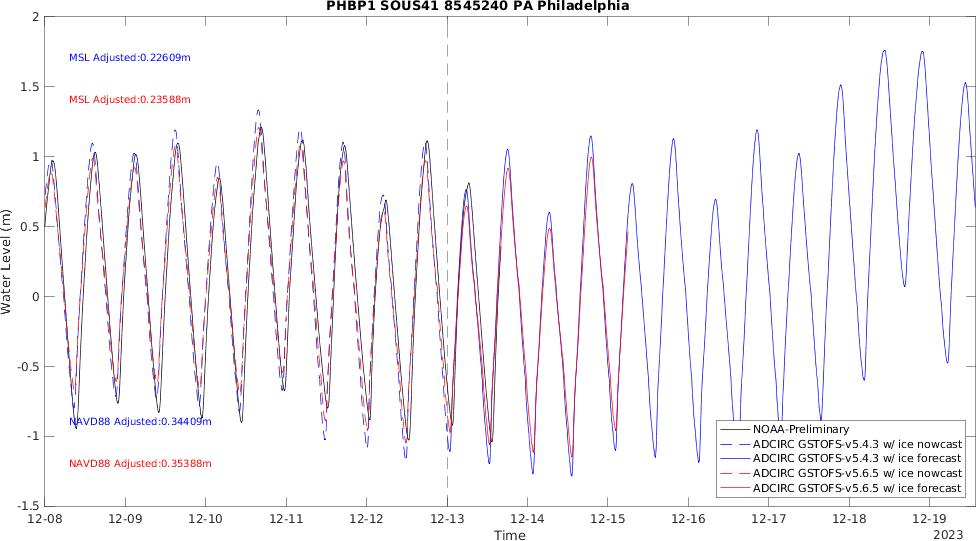 PHBP1 SOUS41 8545240 PA Philadelphia
MSL Adjusted:0.22609m
MSL Adjusted:0.23588m
NAVD88 Adjusted:0.34409m
NAVD88 Adjusted:0.35388m
Water Level (m)
2
1.5
1
0.5
0
-0.5
-1
-1.5
NOAA-Preliminary
ADCIRC GSTOFS-v5.4.3 w/ ice nowcast
ADCIRC GSTOFS-v5.4.3 w/ ice forecast
ADCIRC GSTOFS-v5.6.5 w/ ice nowcast
ADCIRC GSTOFS-v5.6.5 w/ ice forecast
12-08 12-09 12-10 12-11 12-12 12-13 12-14 12-15 12-16 12-17 12-18 12-19
Time
2023